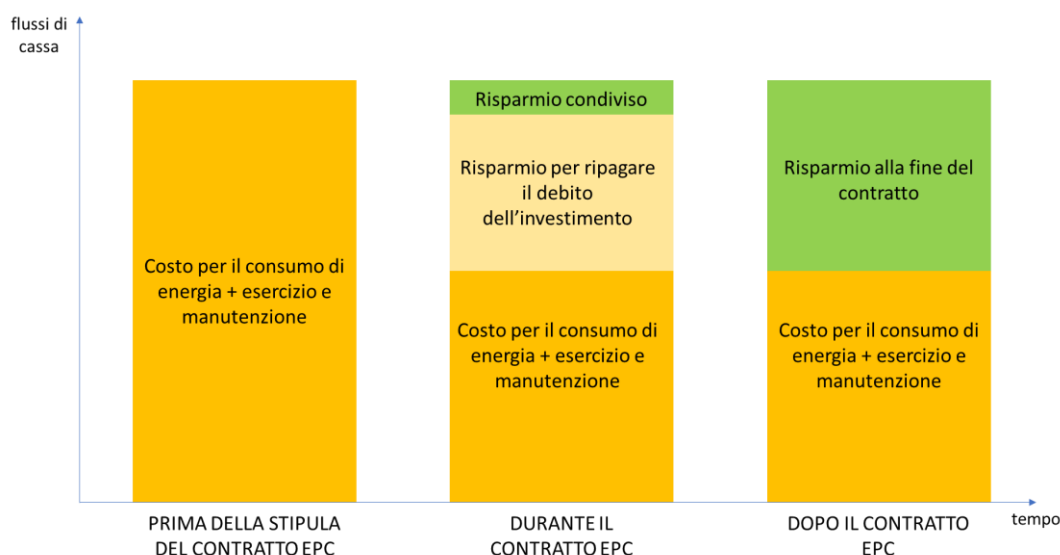 flussi di
cassa
Costo per il consumo di
energia + esercizio e
manutenzione
Risparmio condiviso
Risparmio per ripagare
il debito
dell’investimento
Costo per il consumo di
energia + esercizio e
manutenzione
Risparmio alla fine del
contratto
Costo per il consumo di
energia + esercizio e
manutenzione
PRIMA DELLA STIPULA
DEL CONTRATTO EPC
DURANTE IL
CONTRATTO EPC
DOPO IL CONTRATTO
EPC
tempo